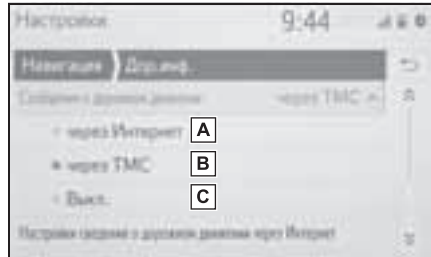 Настройки 9:44
Навигация Дор.инф.
Сообщения о дорожном движении через TMC
через Интернет A
через TMC B
Выкл. C
Настройки сведений о дорожном движении через Интернет